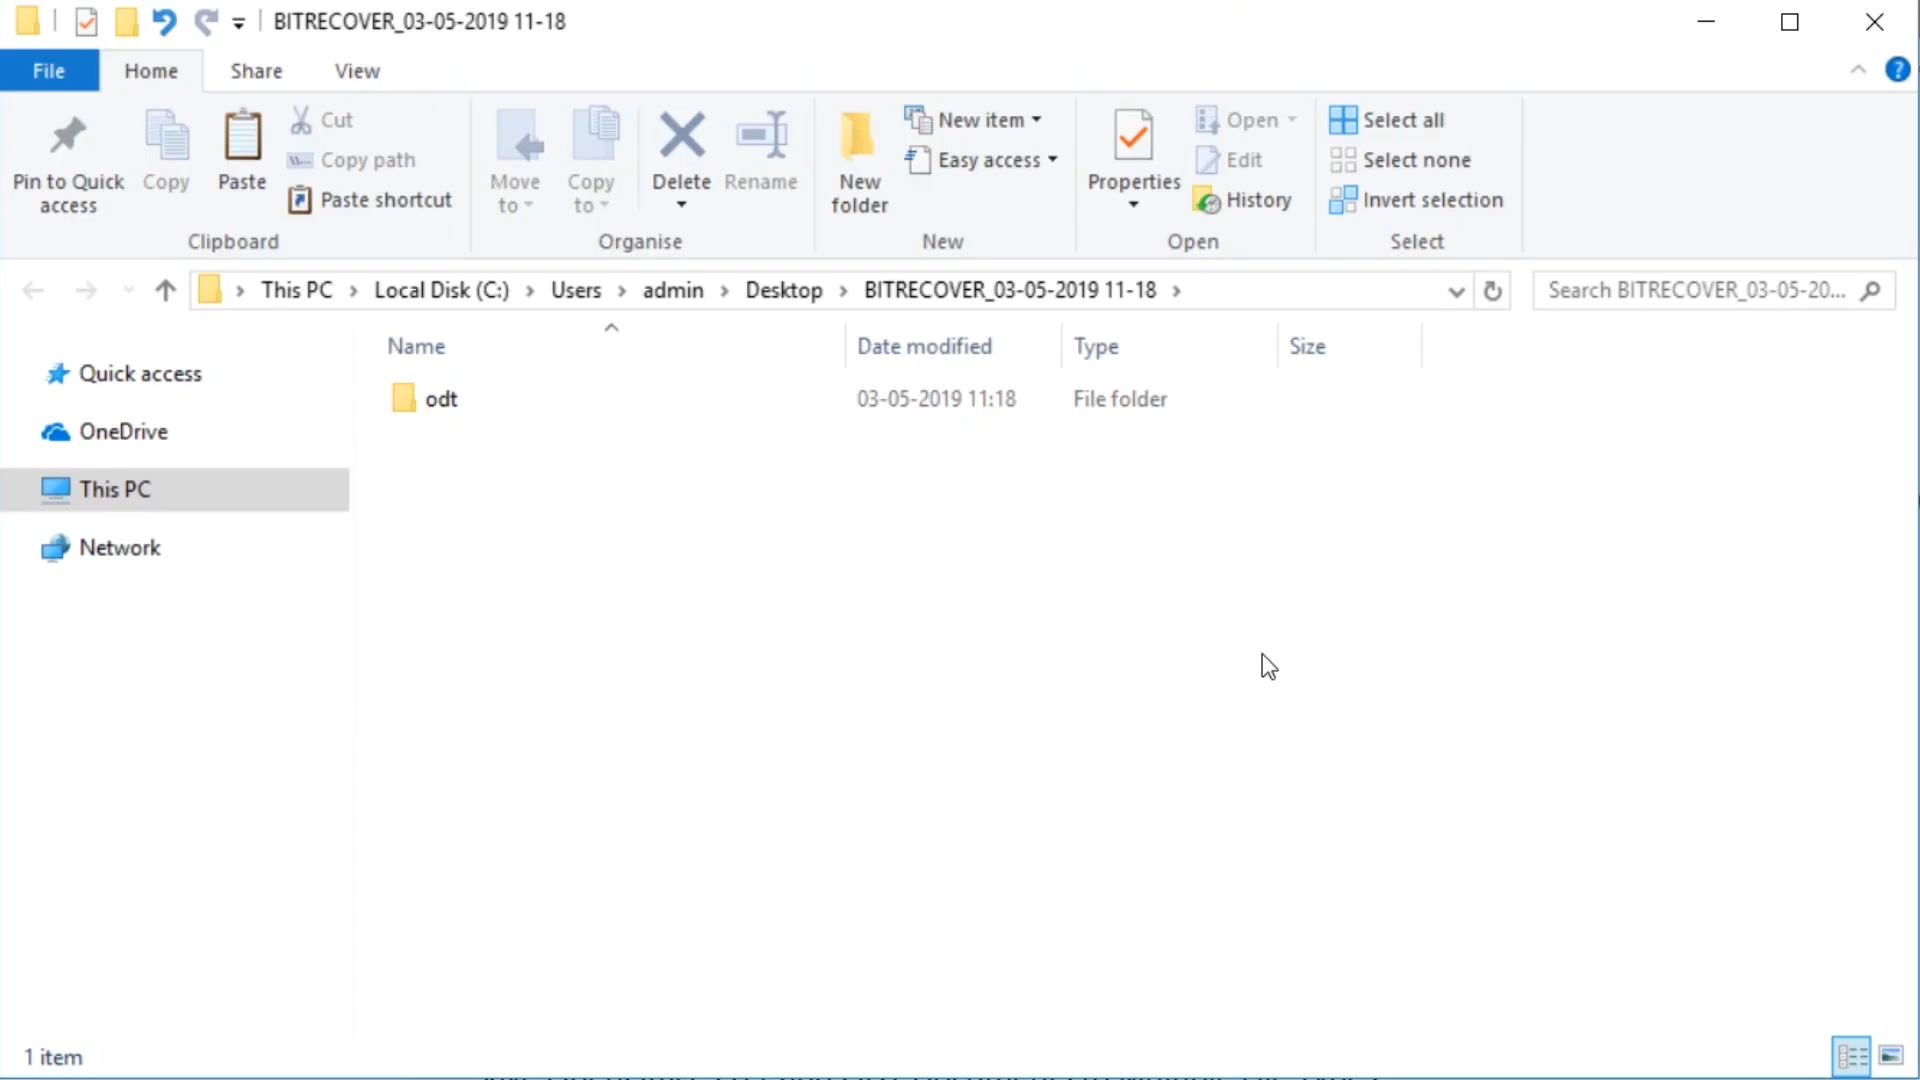 BITRECOVER_03-05-2019 11-18
File Home Share View
Pin to Quick access
Copy
Paste
Cut
Copy path
Paste shortcut
Clipboard
Move to
Copy to
Delete
Rename
Organise
New folder
New item
Easy access
New
Properties
Open
Edit
History
Open
Select all
Select none
Invert selection
Select
This PC Local Disk (C:) Users admin Desktop BITRECOVER_03-05-2019 11-18
Search BITRECOVER_03-05-20...
Name Date modified Type Size
odt 03-05-2019 11:18 File folder
Quick access
OneDrive
This PC
Network
1 item